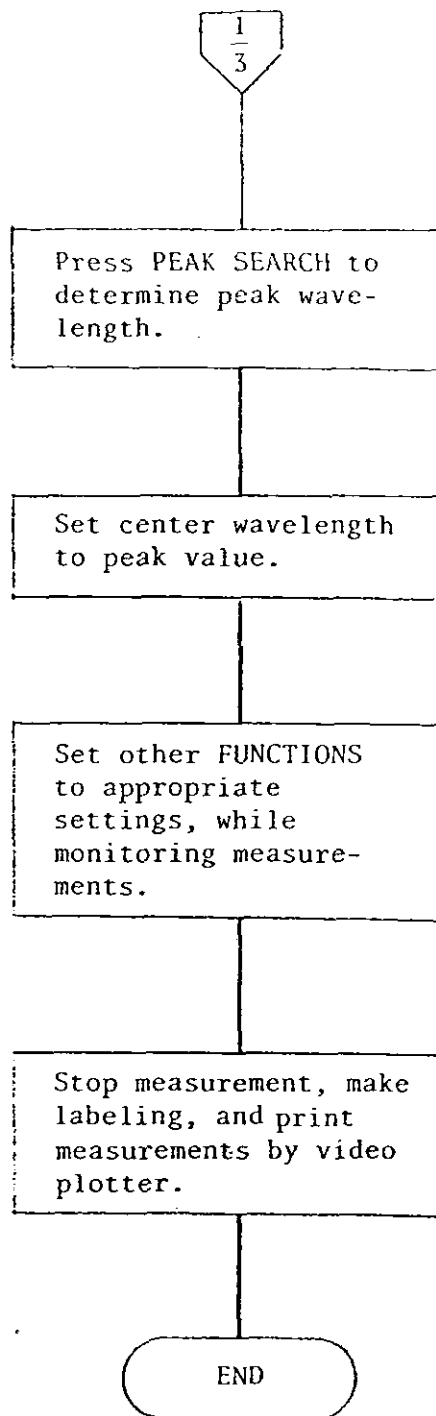 1
3
Press PEAK SEARCH to
determine peak wave-
length.
Set center wavelength
to peak value.
Set other FUNCTIONS
to appropriate
settings, while
monitoring measure-
ments.
Stop measurement, make
labeling, and print
measurements by video
plotter.
END